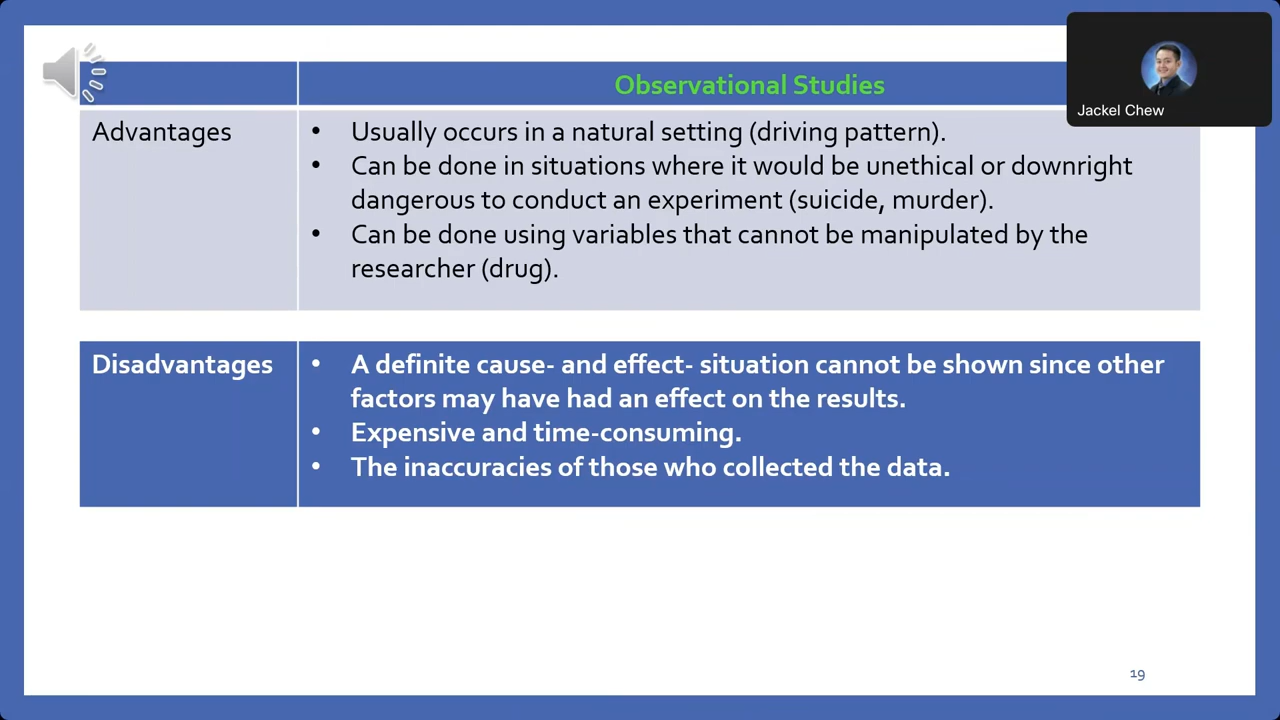 Observational Studies
Jackel Chew
Advantages
• Usually occurs in a natural setting (driving pattern).
• Can be done in situations where it would be unethical or downright
dangerous to conduct an experiment (suicide, murder).
• Can be done using variables that cannot be manipulated by the
researcher (drug).
Disadvantages
• A definite cause- and effect- situation cannot be shown since other
factors may have had an effect on the results.
• Expensive and time-consuming.
• The inaccuracies of those who collected the data.
19